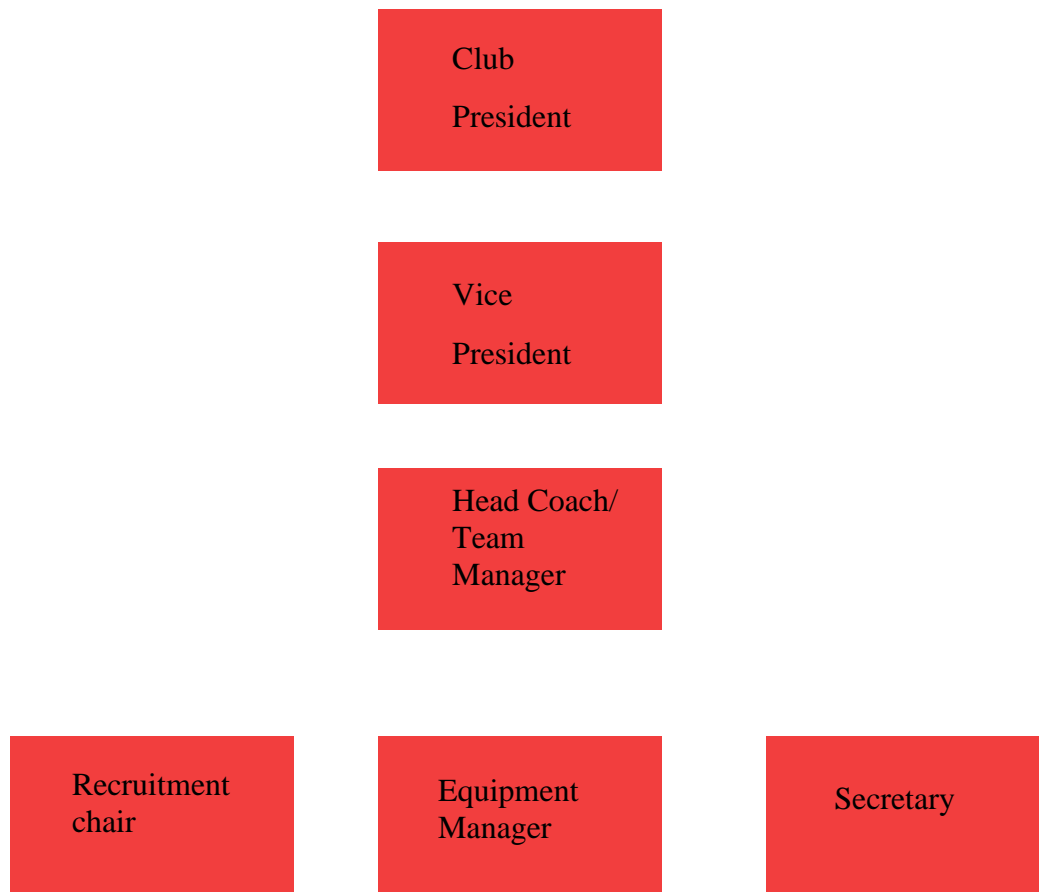 Club
President
Vice
President
Head Coach/
Team
Manager
Recruitment
chair
Equipment
Manager
Secretary